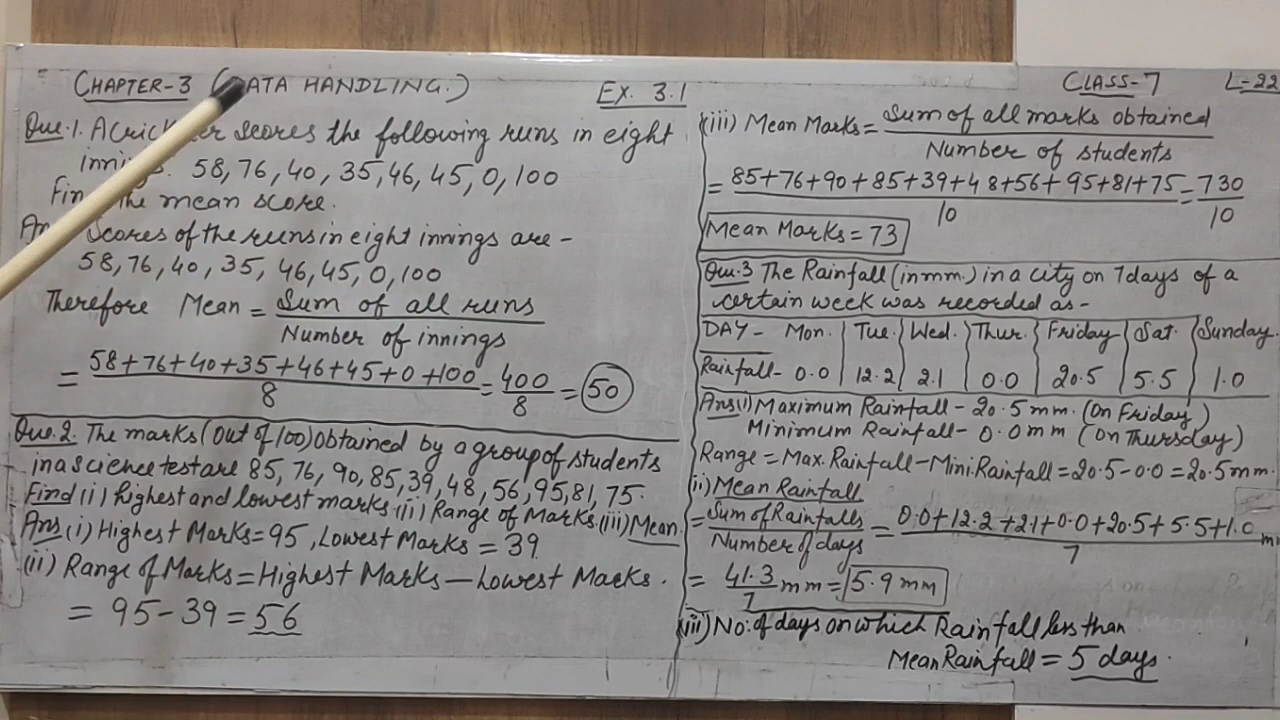 CHAPTER-3 (DATA HANDLING.) EX. 3.1
Que.1. A Cricketer scores the following runs in eight
innings. 58, 76, 40, 35, 46, 45, 0, 100
Find the mean score.
Ans Scores of the runs in eight innings are -
58, 76, 40, 35, 46, 45, 0, 100
Therefore Mean = Sum of all runs
Number of innings
= 58+76+40+35+46+45+0+100 = 400 = 50
8 8
Que.2. The marks (out of 100) obtained by a group of students
in a science test are 85, 76, 90, 85, 39, 48, 56, 95, 81, 75.
Find (i) highest and lowest marks (ii) Range of Marks. (iii) Mean.
Ans (i) Highest Marks = 95, Lowest Marks = 39
(ii) Range of Marks = Highest Marks – Lowest Marks.
= 95 - 39 = 56
CLASS-7 L-22
(iii) Mean Marks = Sum of all marks obtained
Number of students
= 85+76+90+85+39+48+56+95+81+75 = 730
10 10
Mean Marks = 73
Que.3 The Rainfall (in mm.) in a city on 7 days of a
certain week was recorded as -
DAY - Mon. Tue. Wed. Thur. Friday Sat. Sunday
Rainfall - 0.0 12.2 2.1 0.0 20.5 5.5 1.0
Ans (i) Maximum Rainfall - 20.5 mm. (On Friday)
Minimum Rainfall - 0.0 mm (On Thursday)
Range = Max. Rainfall - Mini. Rainfall = 20.5 - 0.0 = 20.5 mm.
(ii) Mean Rainfall
= Sum of Rainfalls = 0.0+12.2+2.1+0.0+20.5+5.5+1.0 m
Number of days 7
= 41.3 mm = 5.9 mm
7
(iii) No. of days on which Rainfall less than
Mean Rainfall = 5 days.